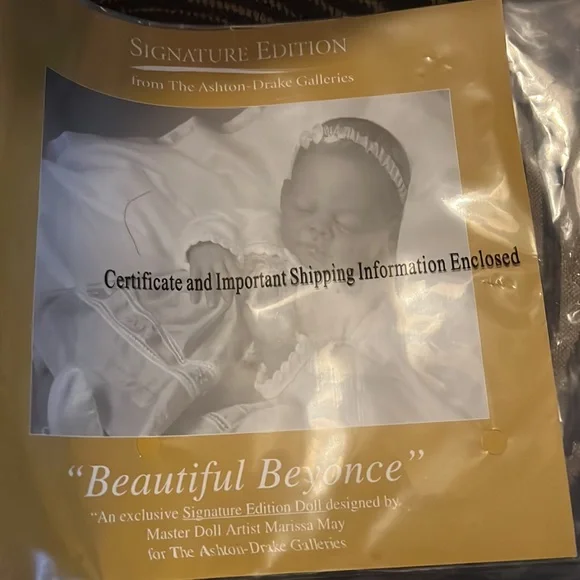 SIGNATURE EDITION
from The Ashton-Drake Galleries
Certificate and Important Shipping Information Enclosed
“Beautiful Beyonce”
“An exclusive Signature Edition Doll designed by
Master Doll Artist Marissa May
for The Ashton-Drake Galleries